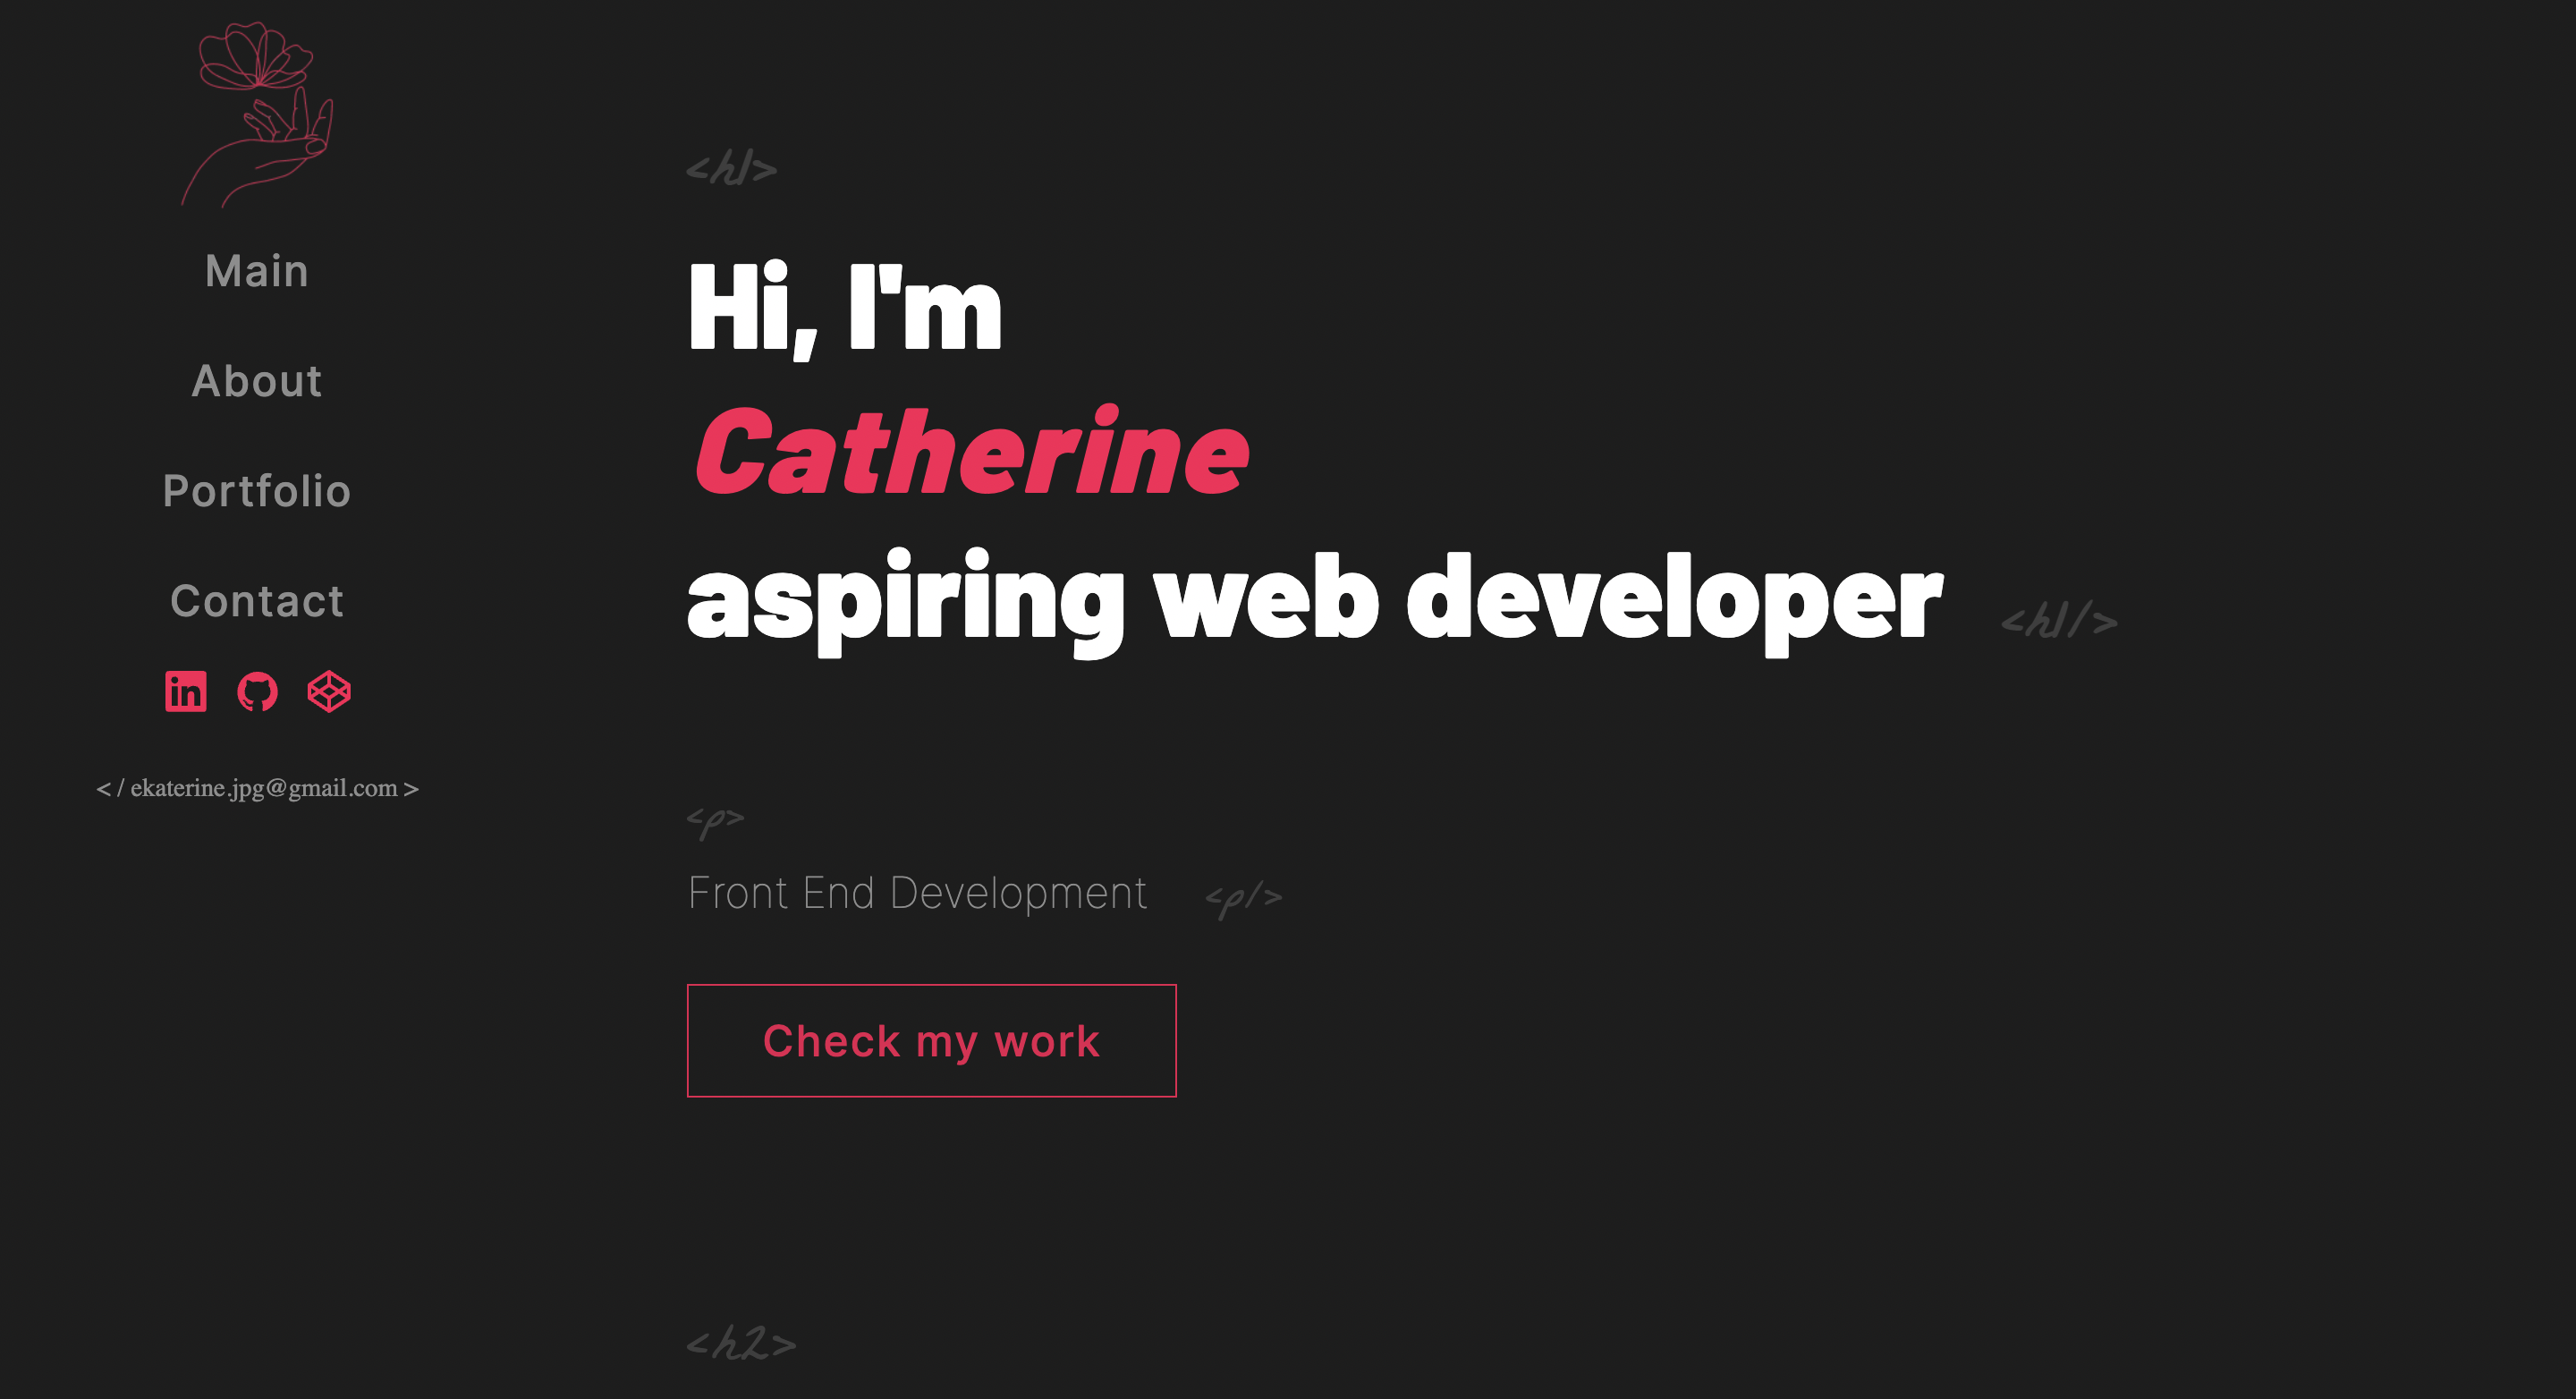 Main
About
Portfolio
Contact
in
</ ekaterine.jpg@gmail.com >
<h1>
Hi, I'm
Catherine
aspiring web developer <h1/>
<p>
Front End Development <p/>
Check my work
<h2>